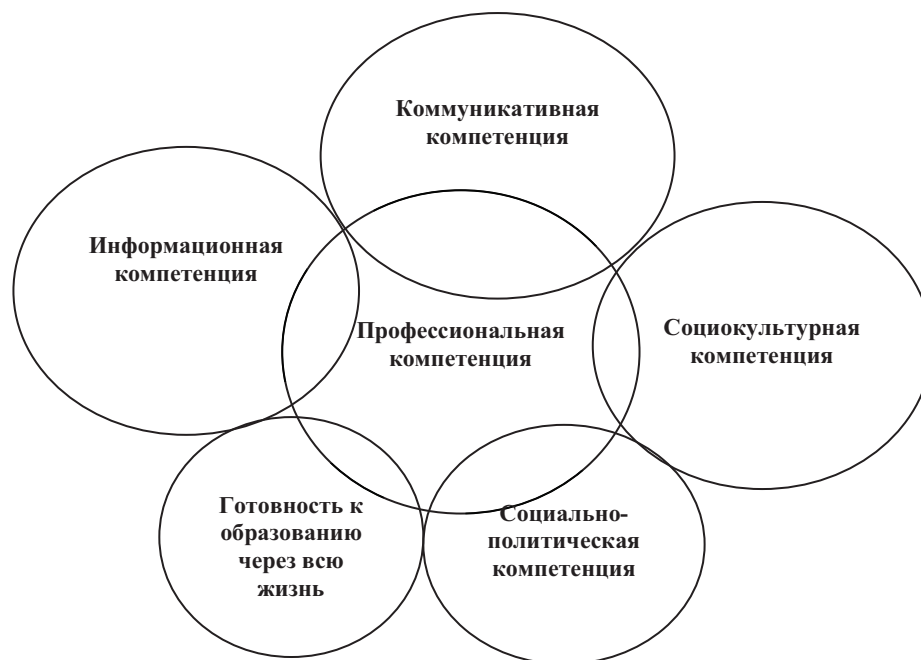 Коммуникативная
компетенция
Информационная
компетенция
Профессиональная
компетенция
Социокультурная
компетенция
Готовность к
образованию
через всю
жизнь
Социально-
политическая
компетенция